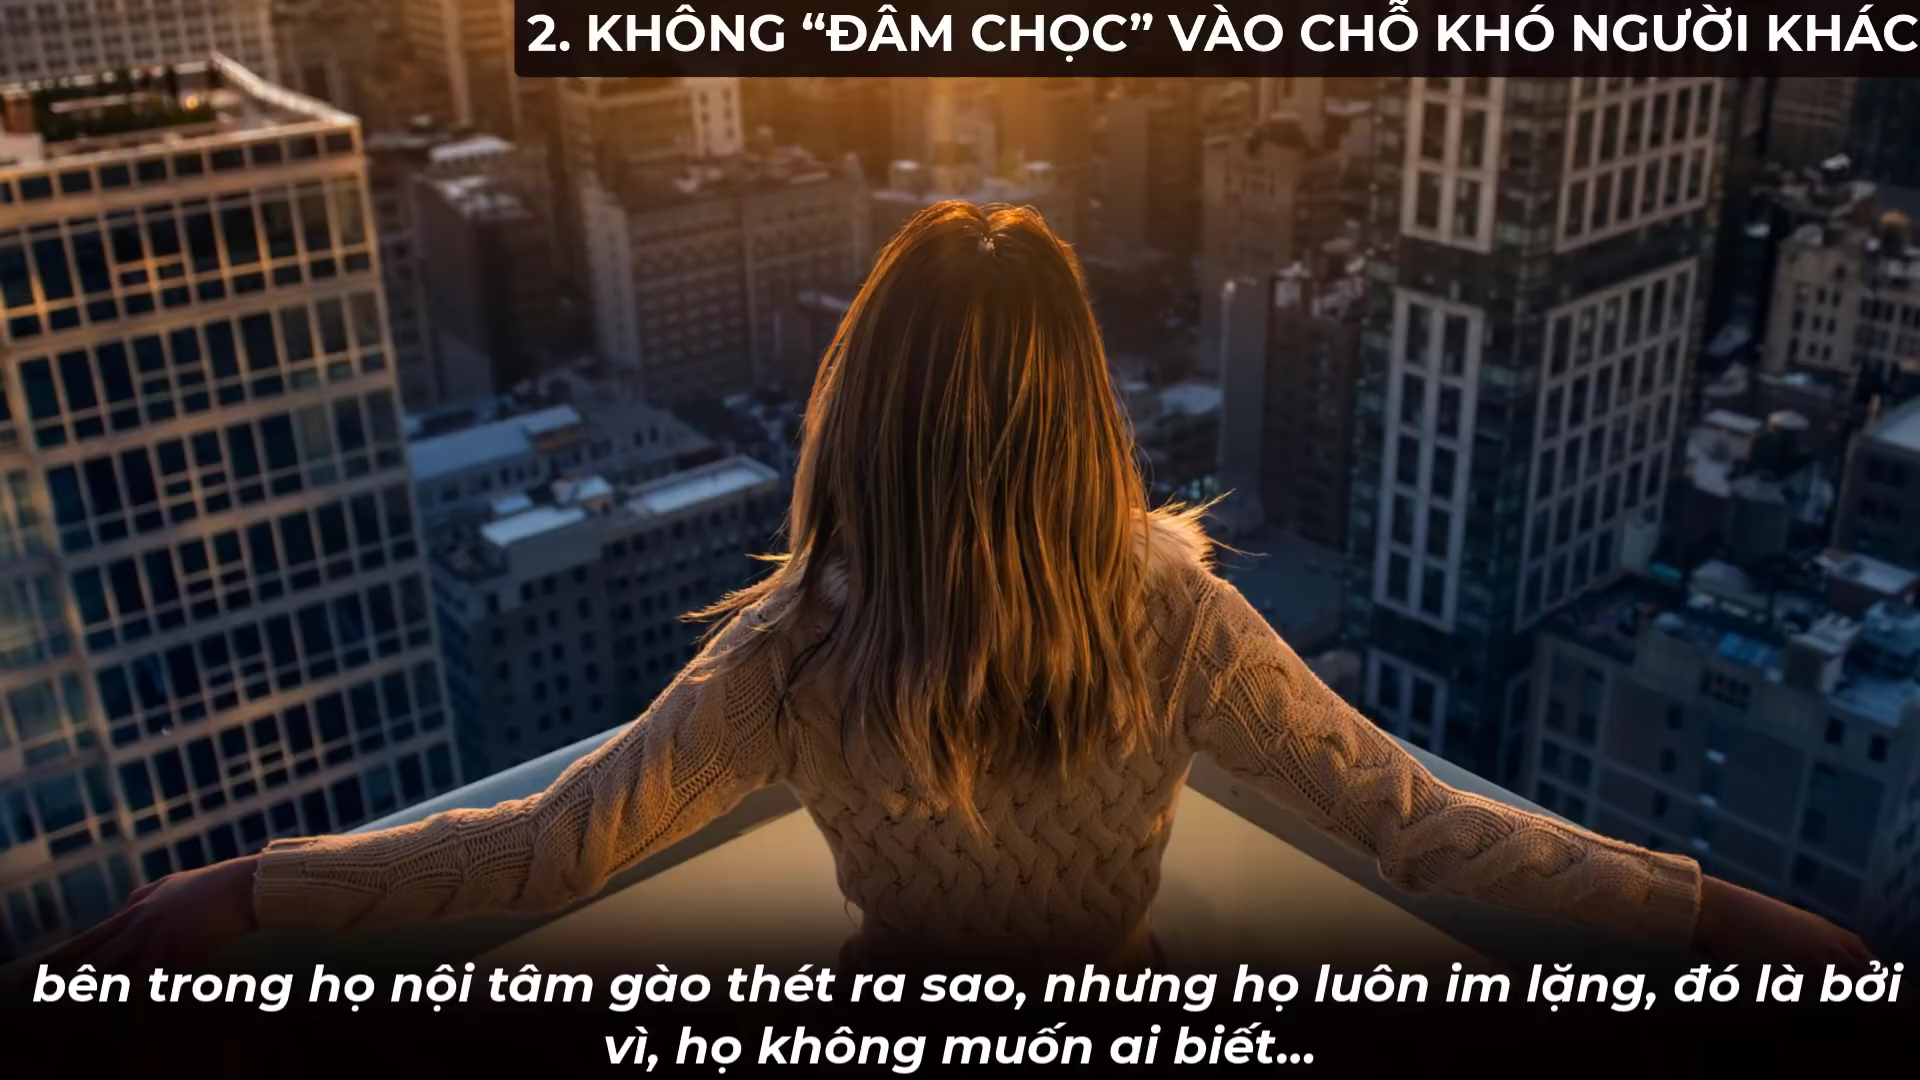 2. KHÔNG “ĐÂM CHỌC” VÀO CHỖ KHÓ NGƯỜI KHÁC
bên trong họ nội tâm gào thét ra sao, nhưng họ luôn im lặng, đó là bởi
vì, họ không muốn ai biết...